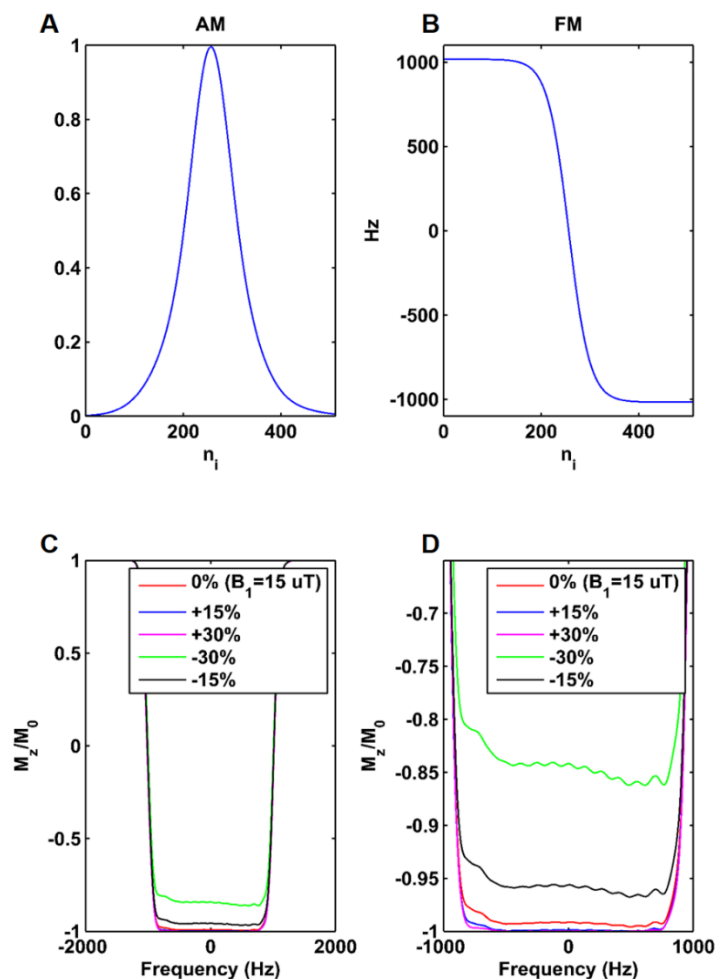 A
AM
1
0.8
0.6
0.4
0.2
0
0
200
400
n_i
B
FM
1000
500
0
-500
-1000
Hz
0
200
400
n_i
C
1
0.5
0
-0.5
-1
M_z/M_0
0% (B_1=15 uT)
+15%
+30%
-30%
-15%
-2000
0
2000
Frequency (Hz)
D
-0.7
-0.75
-0.8
-0.85
-0.9
-0.95
-1
M_z/M_0
0% (B_1=15 uT)
+15%
+30%
-30%
-15%
-1000
0
1000
Frequency (Hz)